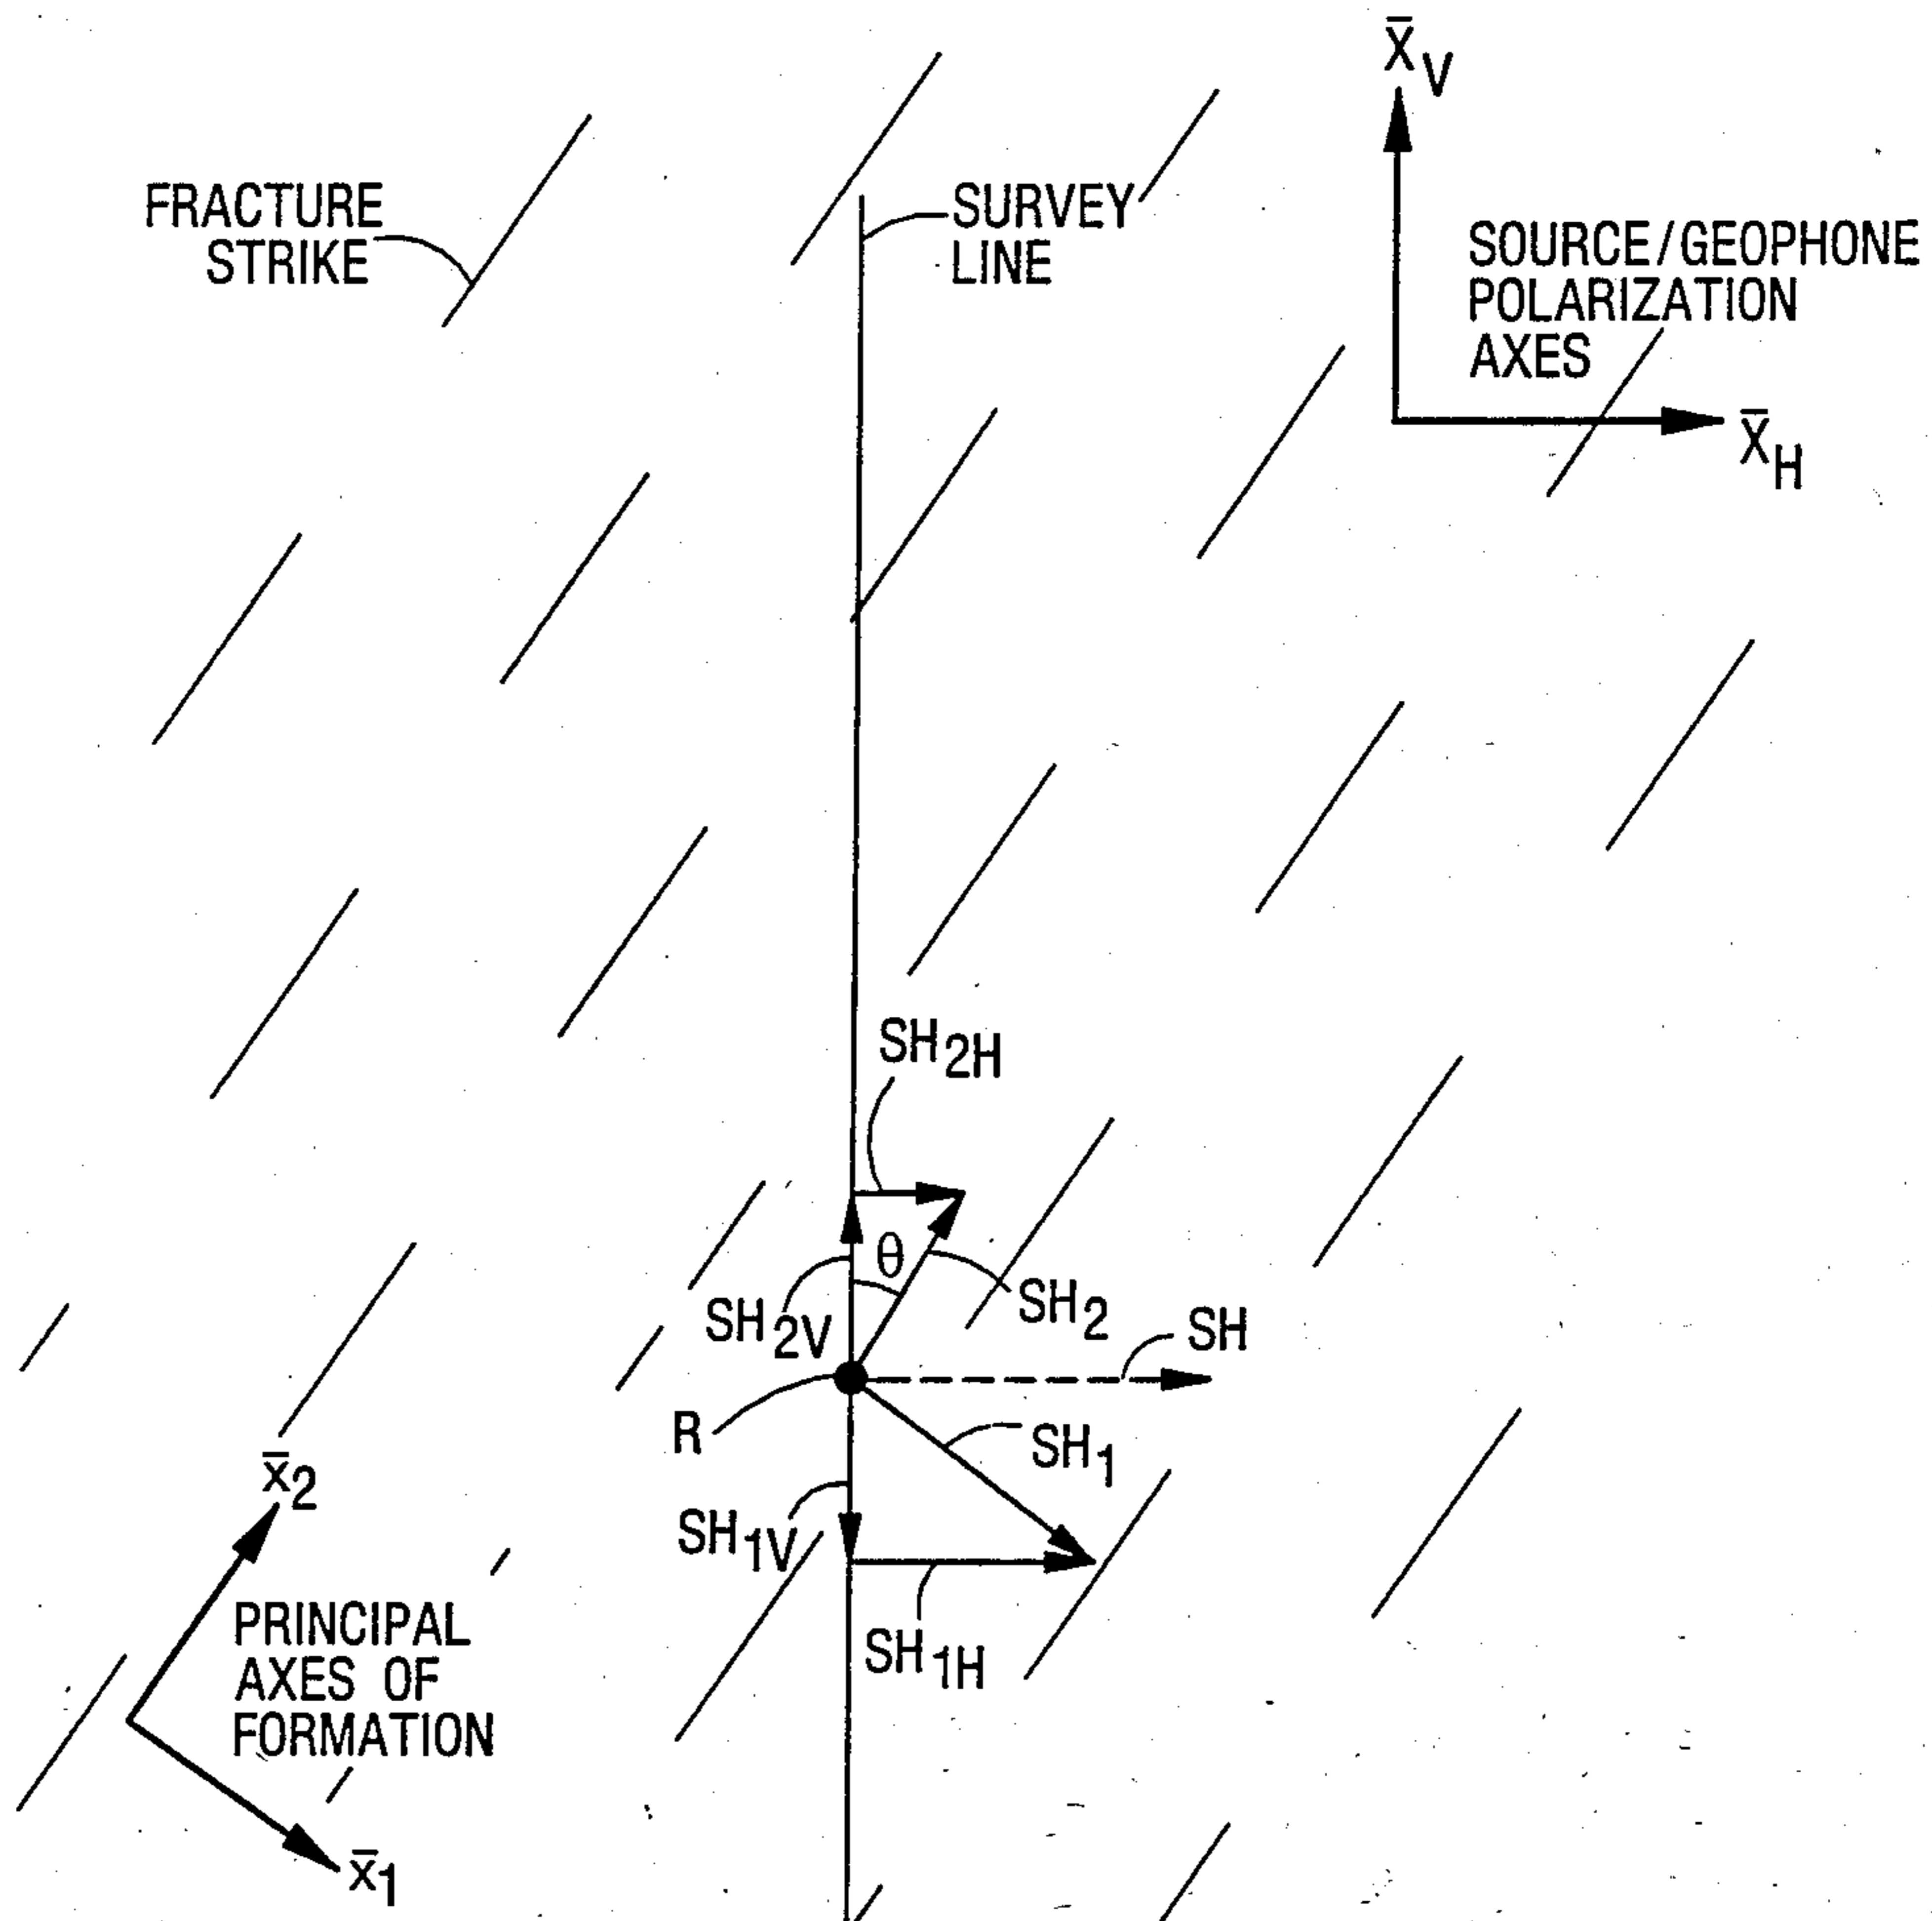 X̄V
FRACTURE
STRIKE
SURVEY
LINE
SOURCE/GEOPHONE
POLARIZATION
AXES
X̄H
SH2H
θ
SH2V
SH2
SH
R
SH1
x̄2
SH1V
SH1H
PRINCIPAL
AXES OF
FORMATION
x̄1